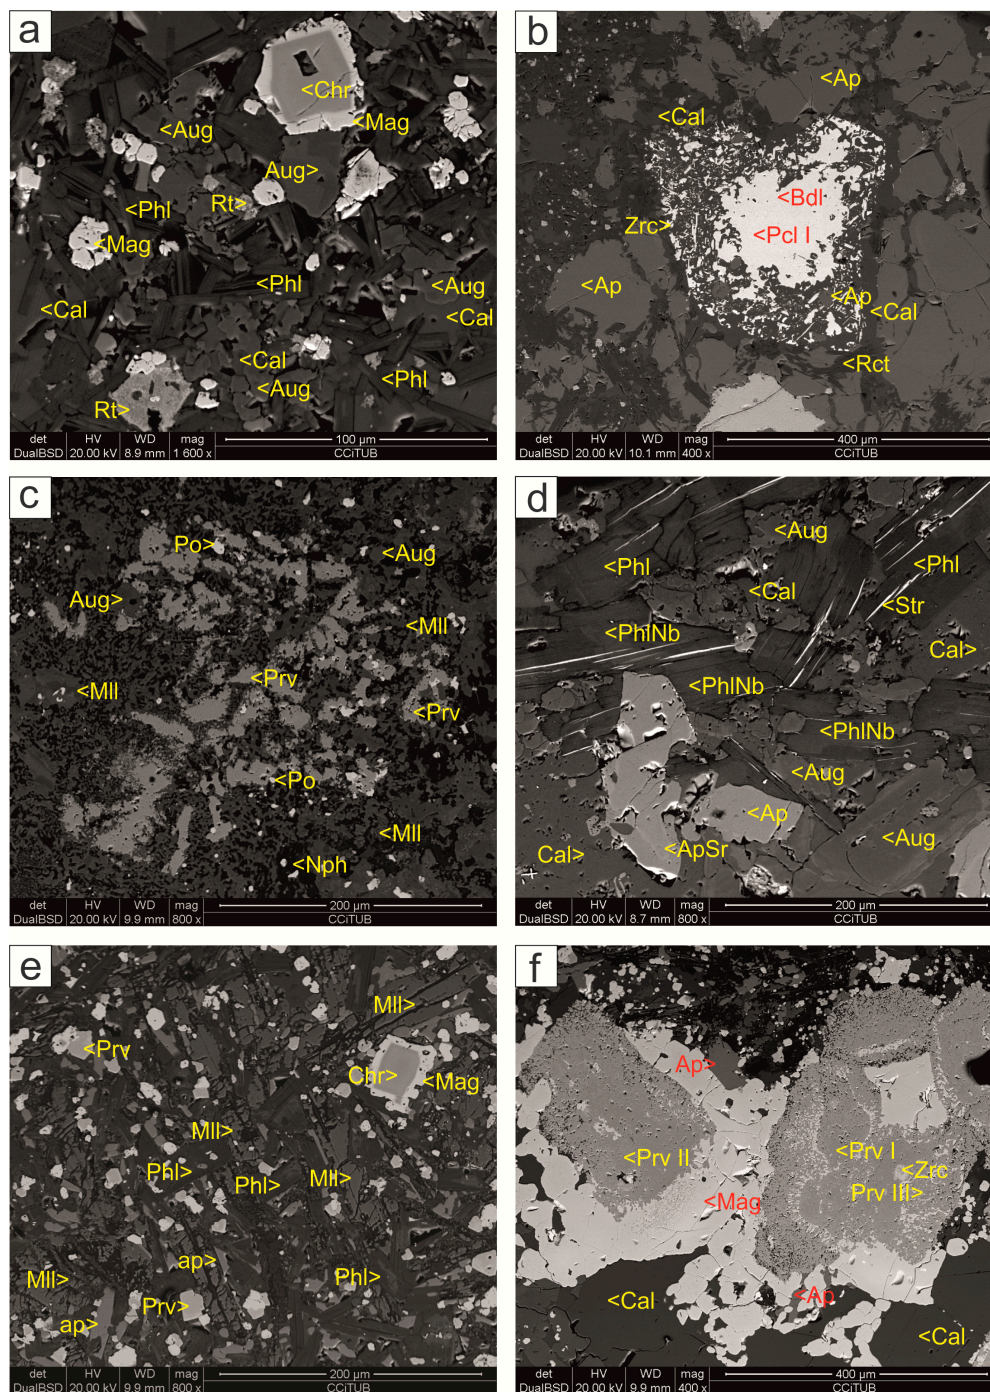 a
<Chr
<Mag
<Aug
Aug>
Rt>
<Phl
<Mag
<Phl
<Aug
<Cal
<Cal
<Cal
<Phl
<Aug
Rt>
det HV WD mag 100 µm
DualBSD 20.00 kV 8.9 mm 1 600 x CCiTUB
b
<Ap
<Cal
<Bdl
Zrc>
<Pcl I
<Ap
<Ap
<Cal
<Rct
det HV WD mag 400 µm
DualBSD 20.00 kV 10.1 mm 400 x CCiTUB
c
Po>
<Aug
Aug>
<Mll
<Prv
<Mll
<Prv
<Po
<Mll
<Nph
det HV WD mag 200 µm
DualBSD 20.00 kV 9.9 mm 800 x CCiTUB
d
<Aug
<Phl
<Phl
<Cal
<Str
<PhlNb
Cal>
<PhlNb
<PhlNb
<Aug
<Ap
<Aug
Cal>
<ApSr
det HV WD mag 200 µm
DualBSD 20.00 kV 8.7 mm 800 x CCiTUB
e
Mll>
<Prv
Chr>
<Mag
Mll>
Phl>
Phl>
Mll>
ap>
Mll>
Phl>
Prv>
ap>
det HV WD mag 200 µm
DualBSD 20.00 kV 9.9 mm 800 x CCiTUB
f
Ap>
<Prv II
<Prv I
<Zrc
Prv III>
<Mag
<Cal
<Ap
<Cal
det HV WD mag 400 µm
DualBSD 20.00 kV 9.9 mm 400 x CCiTUB